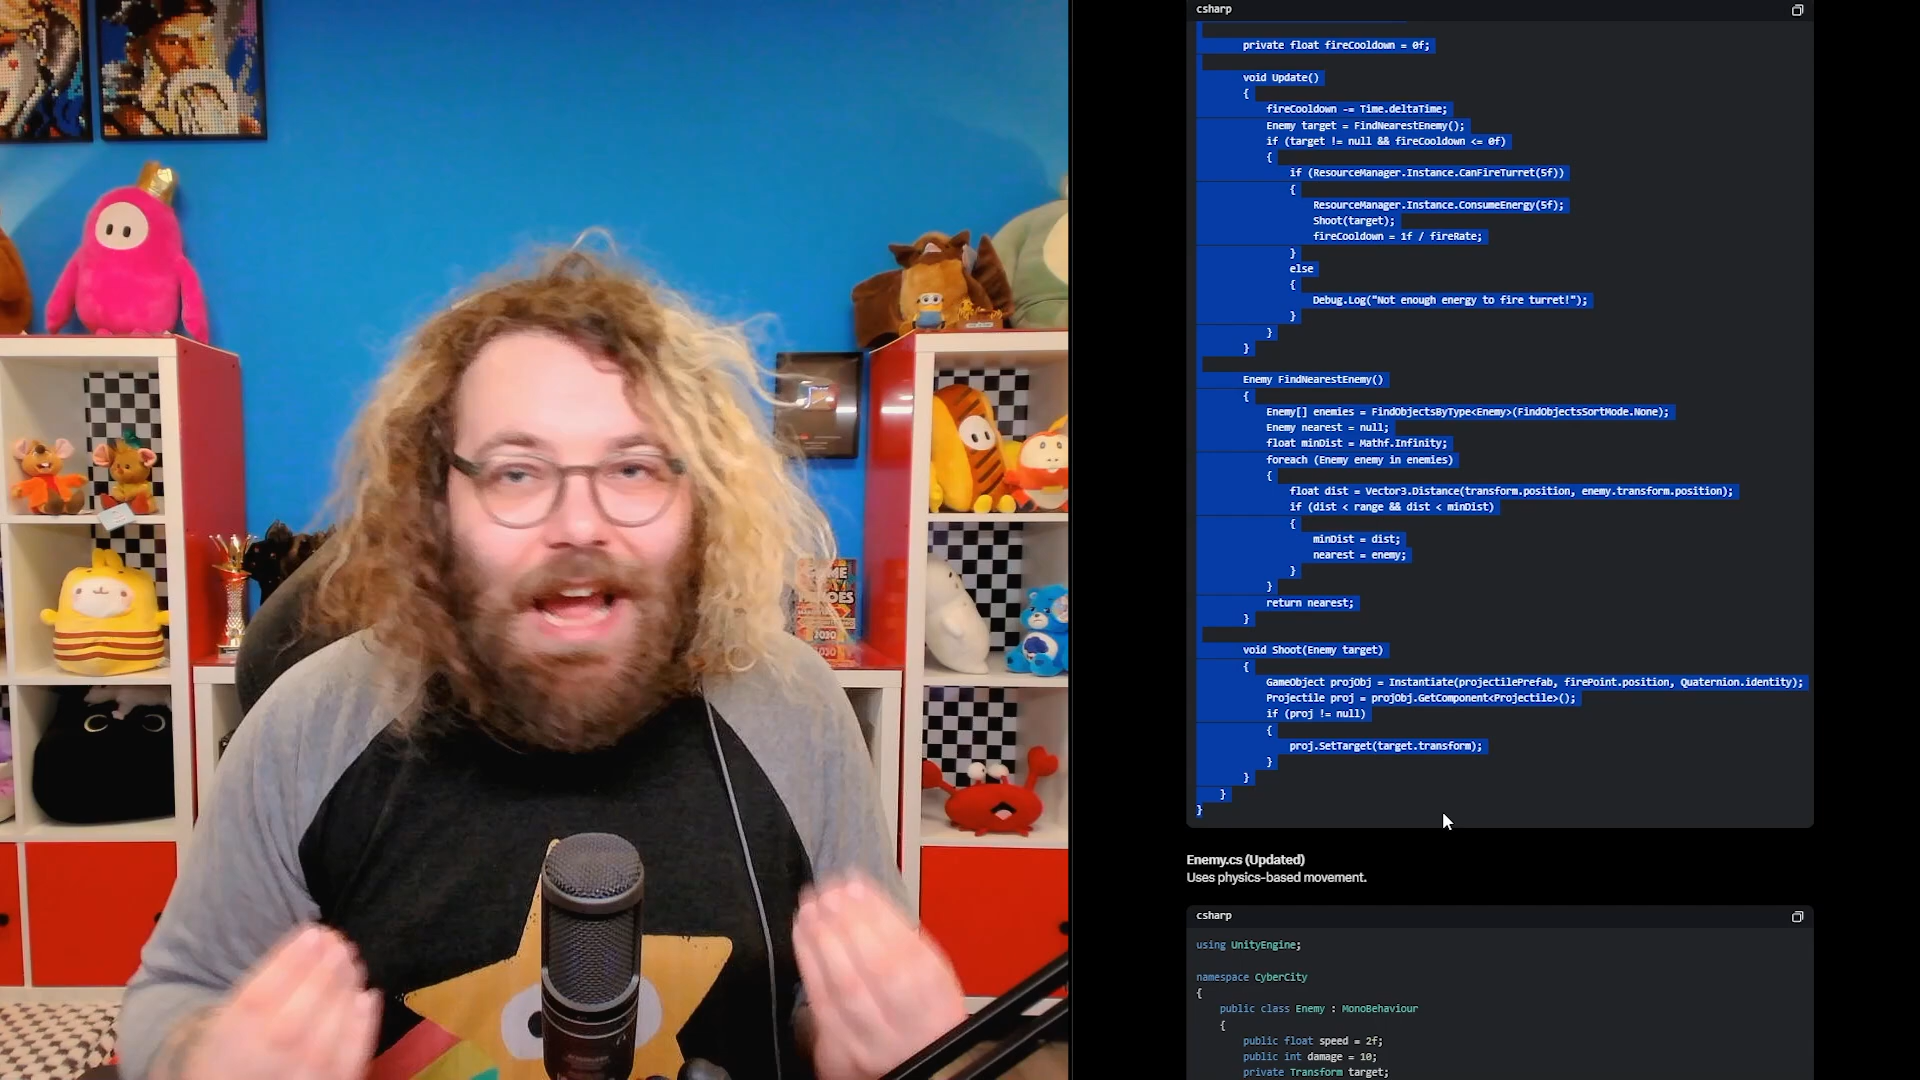 csharp
private float fireCooldown = 0f;
void Update()
{
fireCooldown -= Time.deltaTime;
Enemy target = FindNearestEnemy();
if (target != null && fireCooldown <= 0f)
{
if (ResourceManager.Instance.CanFireTurret(5f))
{
ResourceManager.Instance.ConsumeEnergy(5f);
Shoot(target);
fireCooldown = 1f / fireRate;
}
else
{
Debug.Log("Not enough energy to fire turret!");
}
}
}
Enemy FindNearestEnemy()
{
Enemy[] enemies = FindObjectsByType<Enemy>(FindObjectsSortMode.None);
Enemy nearest = null;
float minDist = Mathf.Infinity;
foreach (Enemy enemy in enemies)
{
float dist = Vector3.Distance(transform.position, enemy.transform.position);
if (dist < range && dist < minDist)
{
minDist = dist;
nearest = enemy;
}
}
return nearest;
}
void Shoot(Enemy target)
{
GameObject projObj = Instantiate(projectilePrefab, firePoint.position, Quaternion.identity);
Projectile proj = projObj.GetComponent<Projectile>();
if (proj != null)
{
proj.SetTarget(target.transform);
}
}
}
}
Enemy.cs (Updated)
Uses physics-based movement.
csharp
using UnityEngine;
namespace CyberCity
{
public class Enemy : MonoBehaviour
{
public float speed = 2f;
public int damage = 10;
private Transform target;